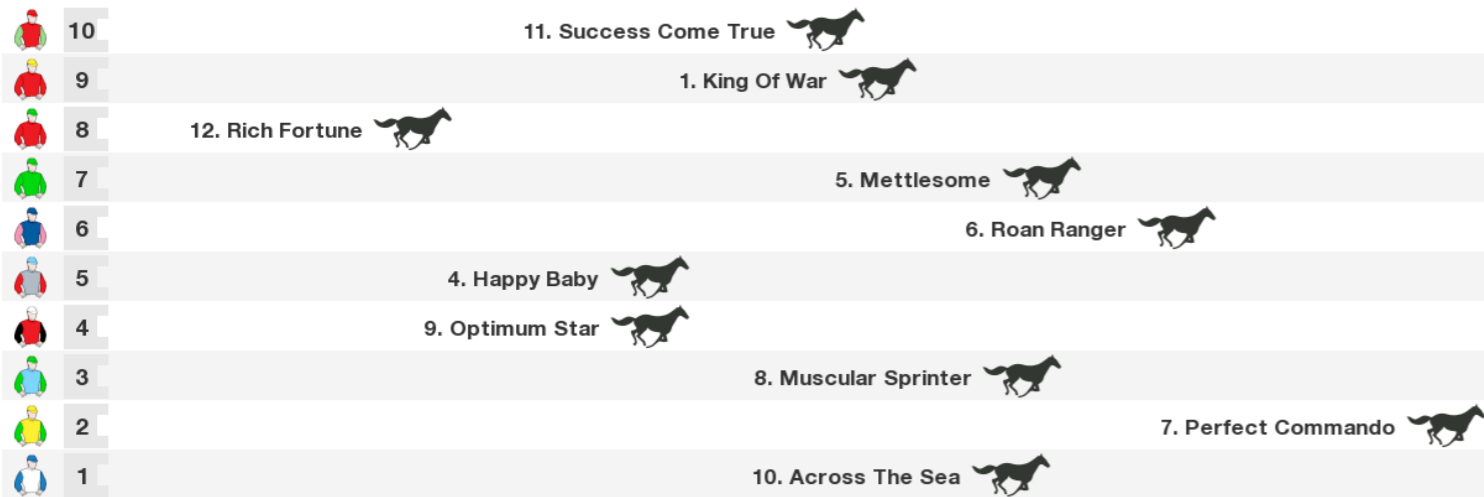 10 11. Success Come True
9 1. King Of War
8 12. Rich Fortune
7 5. Mettlesome
6 6. Roan Ranger
5 4. Happy Baby
4 9. Optimum Star
3 8. Muscular Sprinter
2 7. Perfect Commando
1 10. Across The Sea